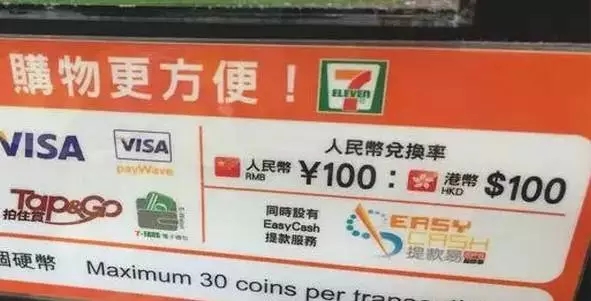 購物更方便！
7
ELEVEN
VISA
VISA
payWave
人民幣兌換率
人民幣
RMB
¥100 :
港幣
HKD
$100
Tap&Go
拍住賞
同時設有
EasyCash
提款服務
EASY
CASH
提款易
EPS
個硬幣
Maximum 30 coins per